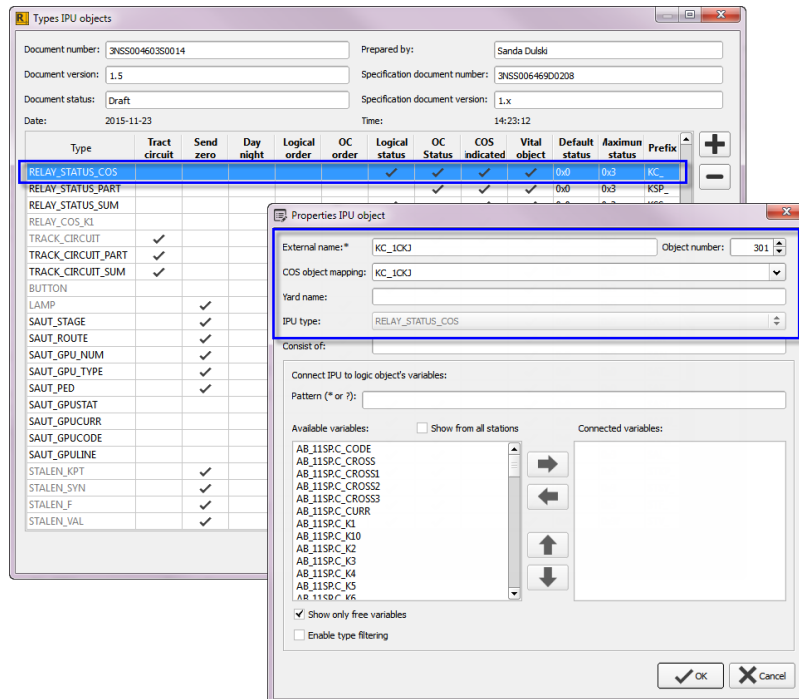 Types IPU objects
Document number: 3NSS004603S0014 Prepared by: Sanda Dulski
Document version: 1.5 Specification document number: 3NSS006469D0208
Document status: Draft Specification document version: 1.x
Date: 2015-11-23 Time: 14:23:12
Type Tract circuit Send zero Day night Logical order OC order Logical status OC Status COS indicated Vital object Default status Maximum status Prefix
RELAY_STATUS_COS 0x0 0x3 KC_
RELAY_STATUS_PART 0x0 0x3 KSP_
RELAY_STATUS_SUM
RELAY_COS_K1
TRACK_CIRCUIT
TRACK_CIRCUIT_PART
TRACK_CIRCUIT_SUM
BUTTON
LAMP
SAUT_STAGE
SAUT_ROUTE
SAUT_GPU_NUM
SAUT_GPU_TYPE
SAUT_PED
SAUT_GPUSTAT
SAUT_GPUCURR
SAUT_GPUCODE
SAUT_GPULINE
STALEN_KPT
STALEN_SYN
STALEN_F
STALEN_VAL
Properties IPU object
External name:* KC_1CKJ Object number: 301
COS object mapping: KC_1CKJ
Yard name:
IPU type: RELAY_STATUS_COS
Consist of:
Connect IPU to logic object's variables:
Pattern (* or ?):
Available variables: Show from all stations Connected variables:
AB_11SP.C_CODE
AB_11SP.C_CROSS
AB_11SP.C_CROSS1
AB_11SP.C_CROSS2
AB_11SP.C_CROSS3
AB_11SP.C_CURR
AB_11SP.C_K1
AB_11SP.C_K10
AB_11SP.C_K2
AB_11SP.C_K3
AB_11SP.C_K4
AB_11SP.C_K5
AB_11SP.C_K6
Show only free variables
Enable type filtering
OK Cancel